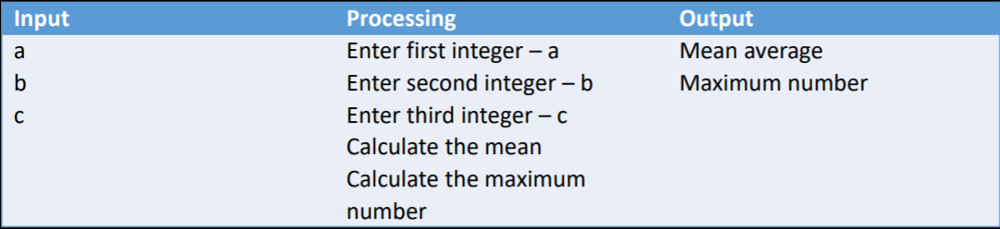 Input Processing Output
a Enter first integer – a Mean average
b Enter second integer – b Maximum number
c Enter third integer – c
Calculate the mean
Calculate the maximum
number